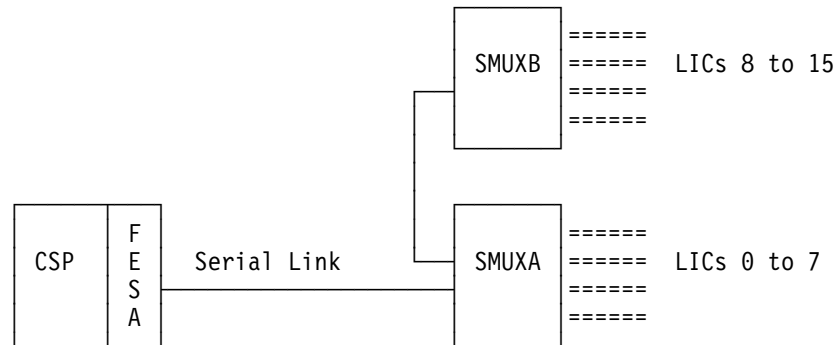 ======
SMUXB ====== LICs 8 to 15
======
======
F ======
CSP E Serial Link SMUXA ====== LICs 0 to 7
S ======
A ======